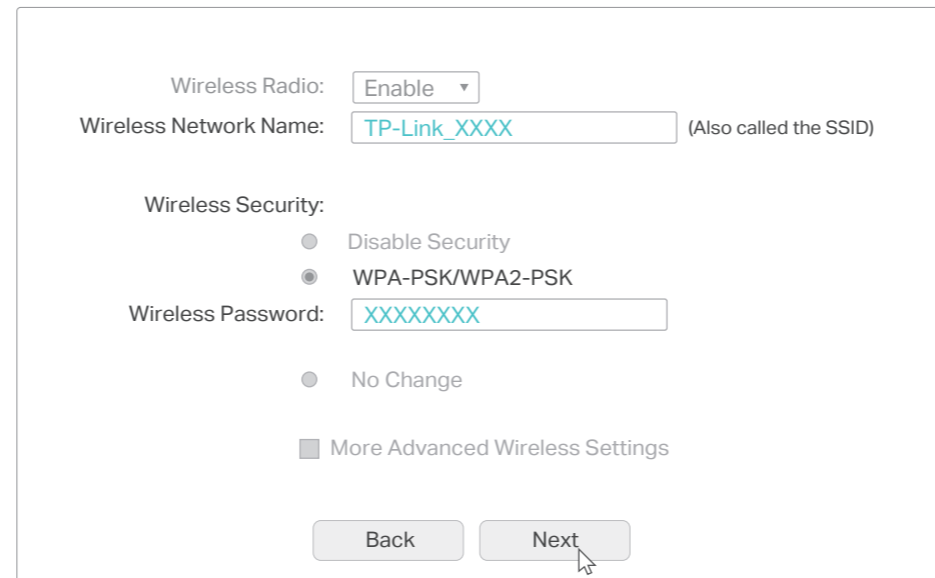 Wireless Radio: Enable
Wireless Network Name: TP-Link_XXXX (Also called the SSID)
Wireless Security:
Disable Security
WPA-PSK/WPA2-PSK
Wireless Password: XXXXXXXX
No Change
More Advanced Wireless Settings
Back Next